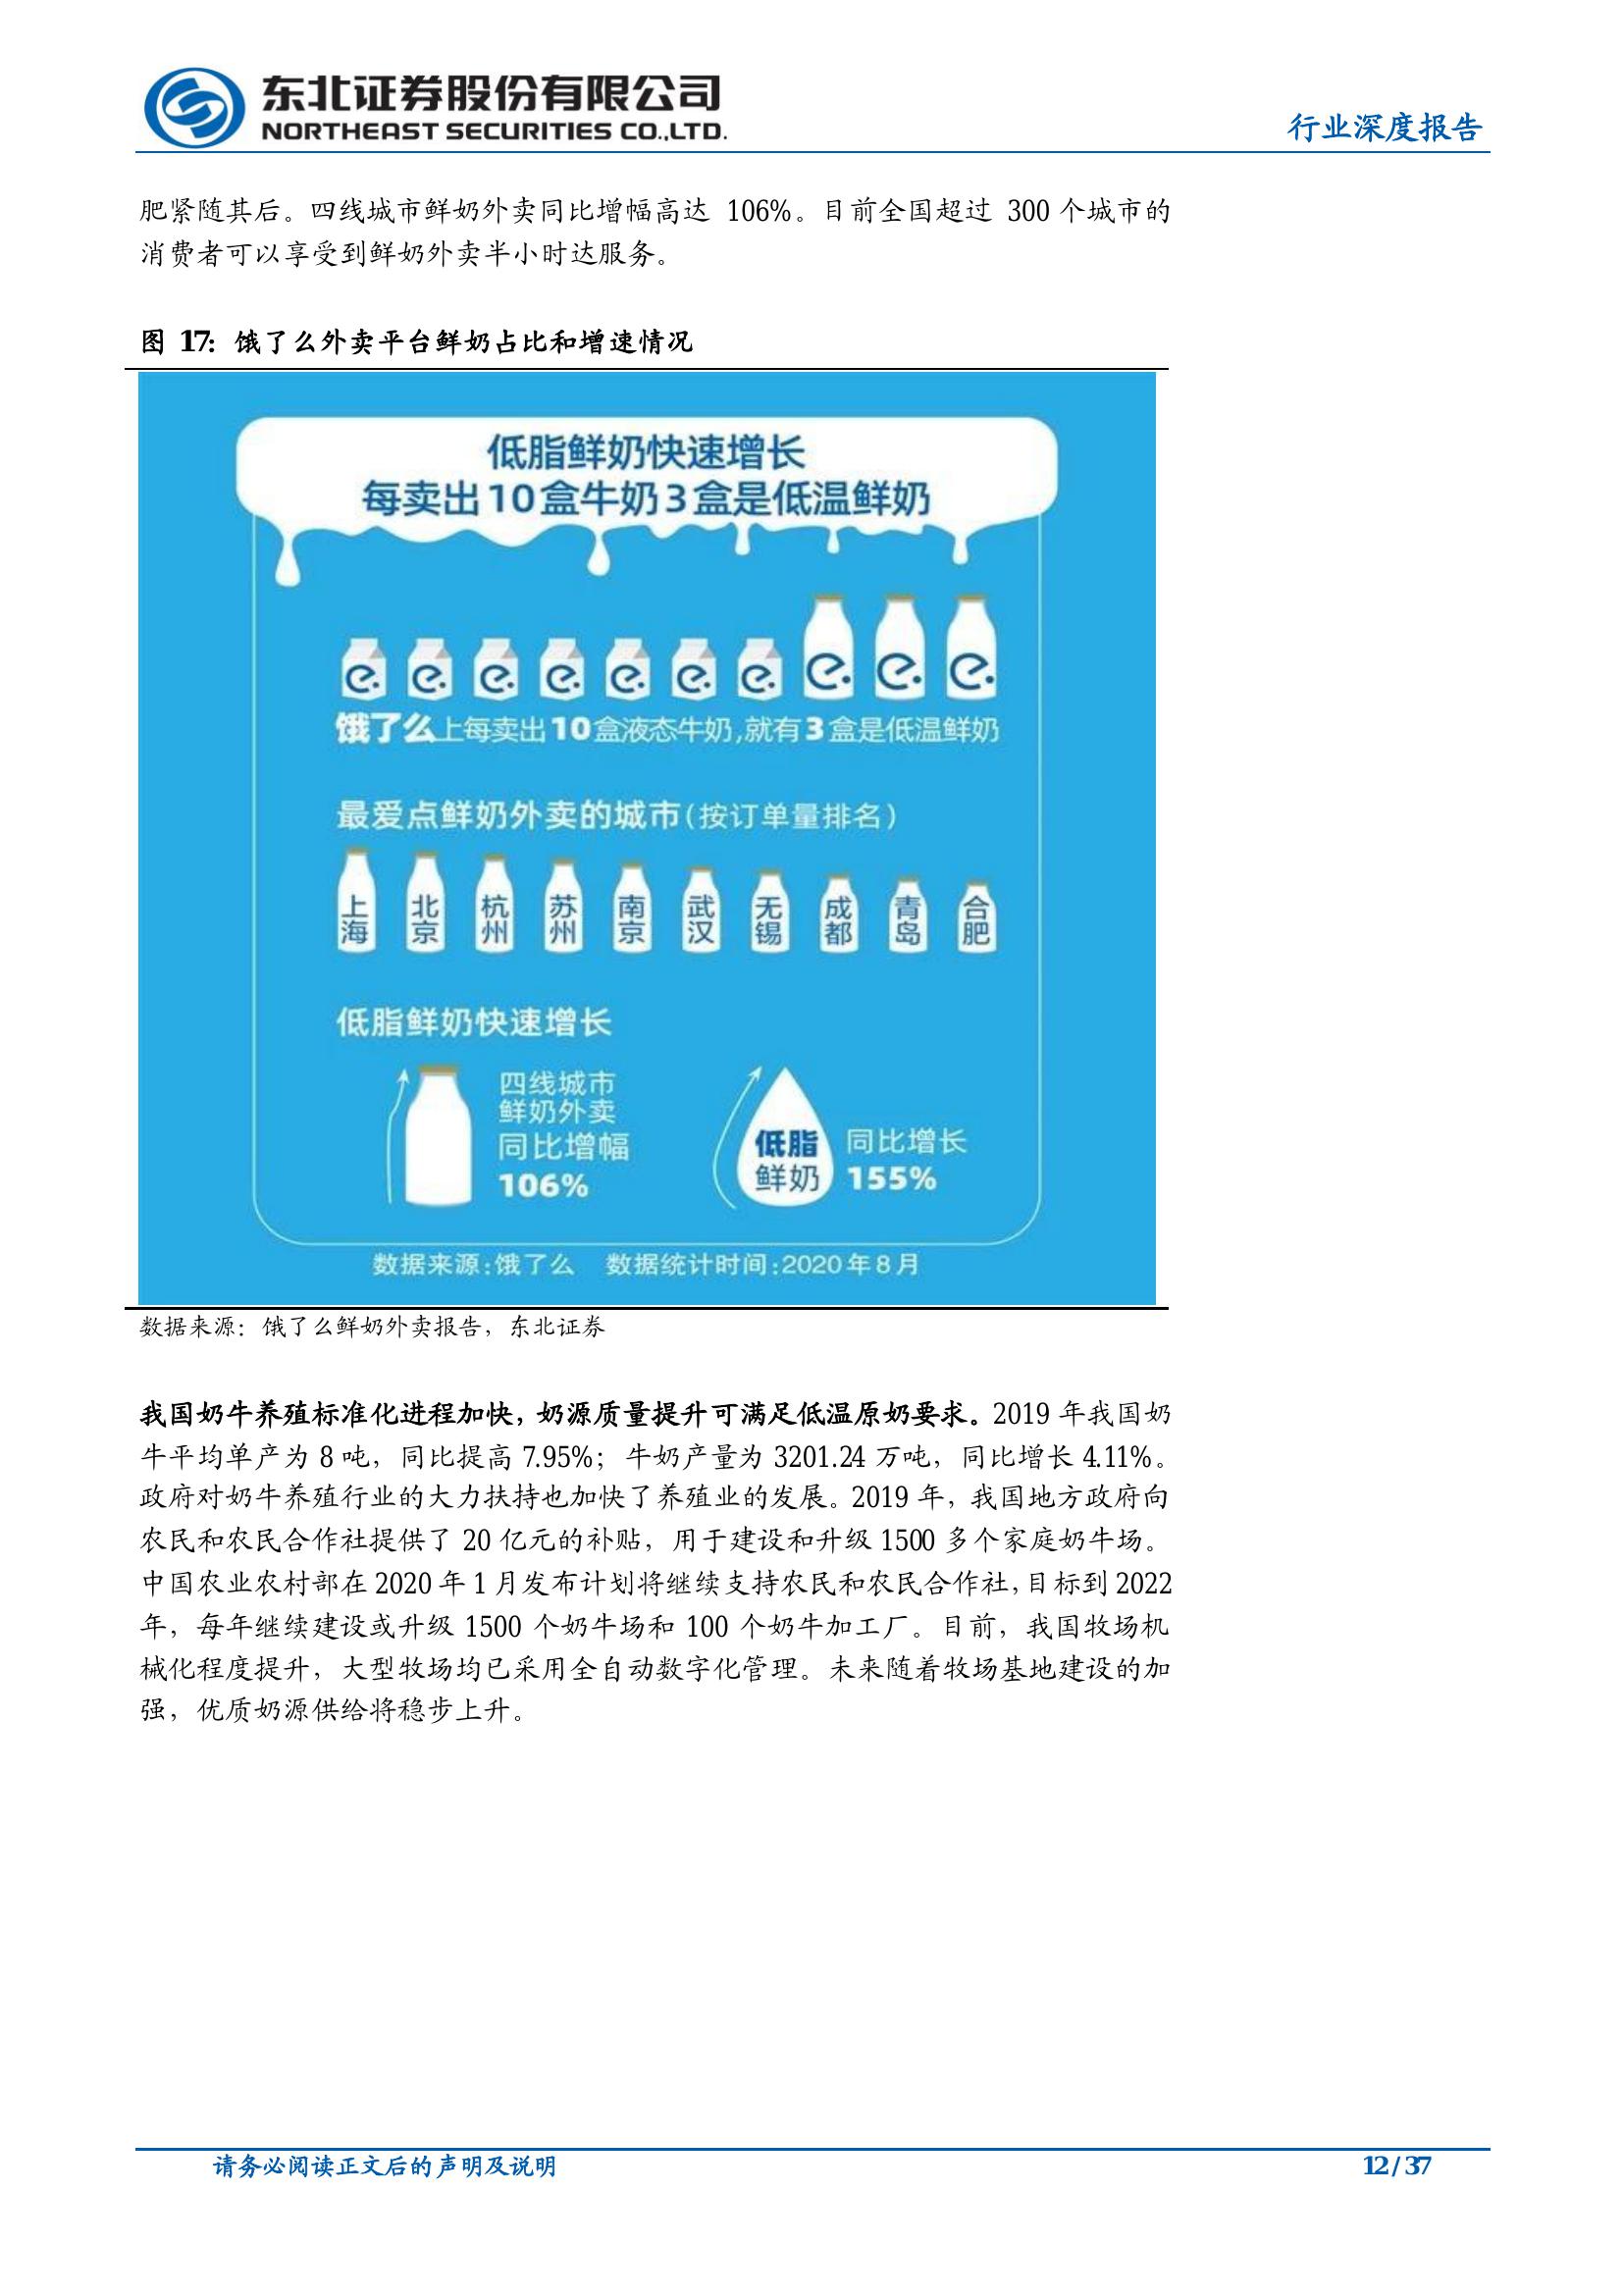 东北证券股份有限公司
NORTHEAST SECURITIES CO.,LTD.
行业深度报告
肥紧随其后。四线城市鲜奶外卖同比增幅高达 106%。目前全国超过 300 个城市的
消费者可以享受到鲜奶外卖半小时达服务。
图 17：饿了么外卖平台鲜奶占比和增速情况
低脂鲜奶快速增长
每卖出10盒牛奶3盒是低温鲜奶
e. e. e. e. e. e. e. e. e. e.
饿了么上每卖出10盒液态牛奶,就有3盒是低温鲜奶
最爱点鲜奶外卖的城市(按订单量排名)
上海 北京 杭州 苏州 南京 武汉 无锡 成都 青岛 合肥
低脂鲜奶快速增长
四线城市
鲜奶外卖
同比增幅
106%
低脂
鲜奶
同比增长
155%
数据来源:饿了么 数据统计时间:2020年8月
数据来源：饿了么鲜奶外卖报告，东北证券
我国奶牛养殖标准化进程加快，奶源质量提升可满足低温原奶要求。2019 年我国奶
牛平均单产为 8 吨，同比提高 7.95%；牛奶产量为 3201.24 万吨，同比增长 4.11%。
政府对奶牛养殖行业的大力扶持也加快了养殖业的发展。2019 年，我国地方政府向
农民和农民合作社提供了 20 亿元的补贴，用于建设和升级 1500 多个家庭奶牛场。
中国农业农村部在 2020 年 1 月发布计划将继续支持农民和农民合作社，目标到 2022
年，每年继续建设或升级 1500 个奶牛场和 100 个奶牛加工厂。目前，我国牧场机
械化程度提升，大型牧场均已采用全自动数字化管理。未来随着牧场基地建设的加
强，优质奶源供给将稳步上升。
请务必阅读正文后的声明及说明
12 / 37